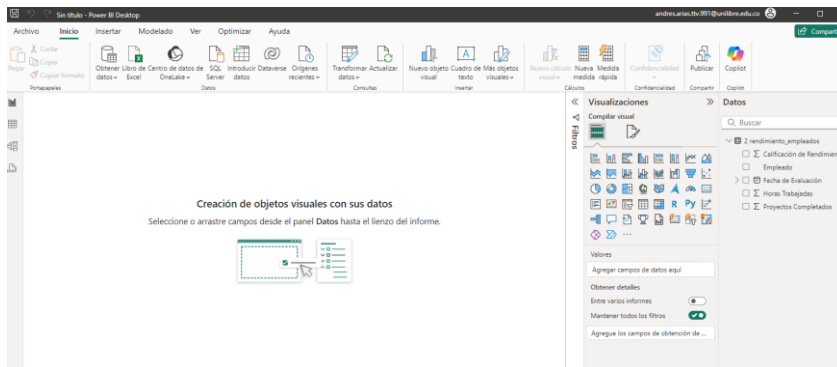 Sin título - Power BI Desktop
andres.arias.ttv.991@unilibre.edu.co
Archivo Inicio Insertar Modelado Ver Optimizar Ayuda
Compartir
Pegar
Cortar
Copia
Copiar formato
Portapapeles
Obtener datos
Libro de Excel
Centro de datos de OneLake
SQL Server
Introducir datos
Dataverse
Orígenes recientes
Datos
Transformar datos
Actualizar
Consultas
Nuevo objeto visual
Cuadro de texto
Más objetos visuales
Insertar
Nuevo cálculo visual
Nueva medida
Medida rápida
Cálculos
Confidencialidad
Confidencialidad
Publicar
Compartir
Copilot
Copilot
Creación de objetos visuales con sus datos
Seleccione o arrastre campos desde el panel Datos hasta el lienzo del informe.
Filtros
Visualizaciones
Compilar visual
R Py
Valores
Agregar campos de datos aquí
Obtener detalles
Entre varios informes
Mantener todos los filtros
Agregue los campos de obtención de ...
Datos
Buscar
2 rendimiento_empleados
Calificación de Rendimien
Empleado
Fecha de Evaluación
Horas Trabajadas
Proyectos Completados